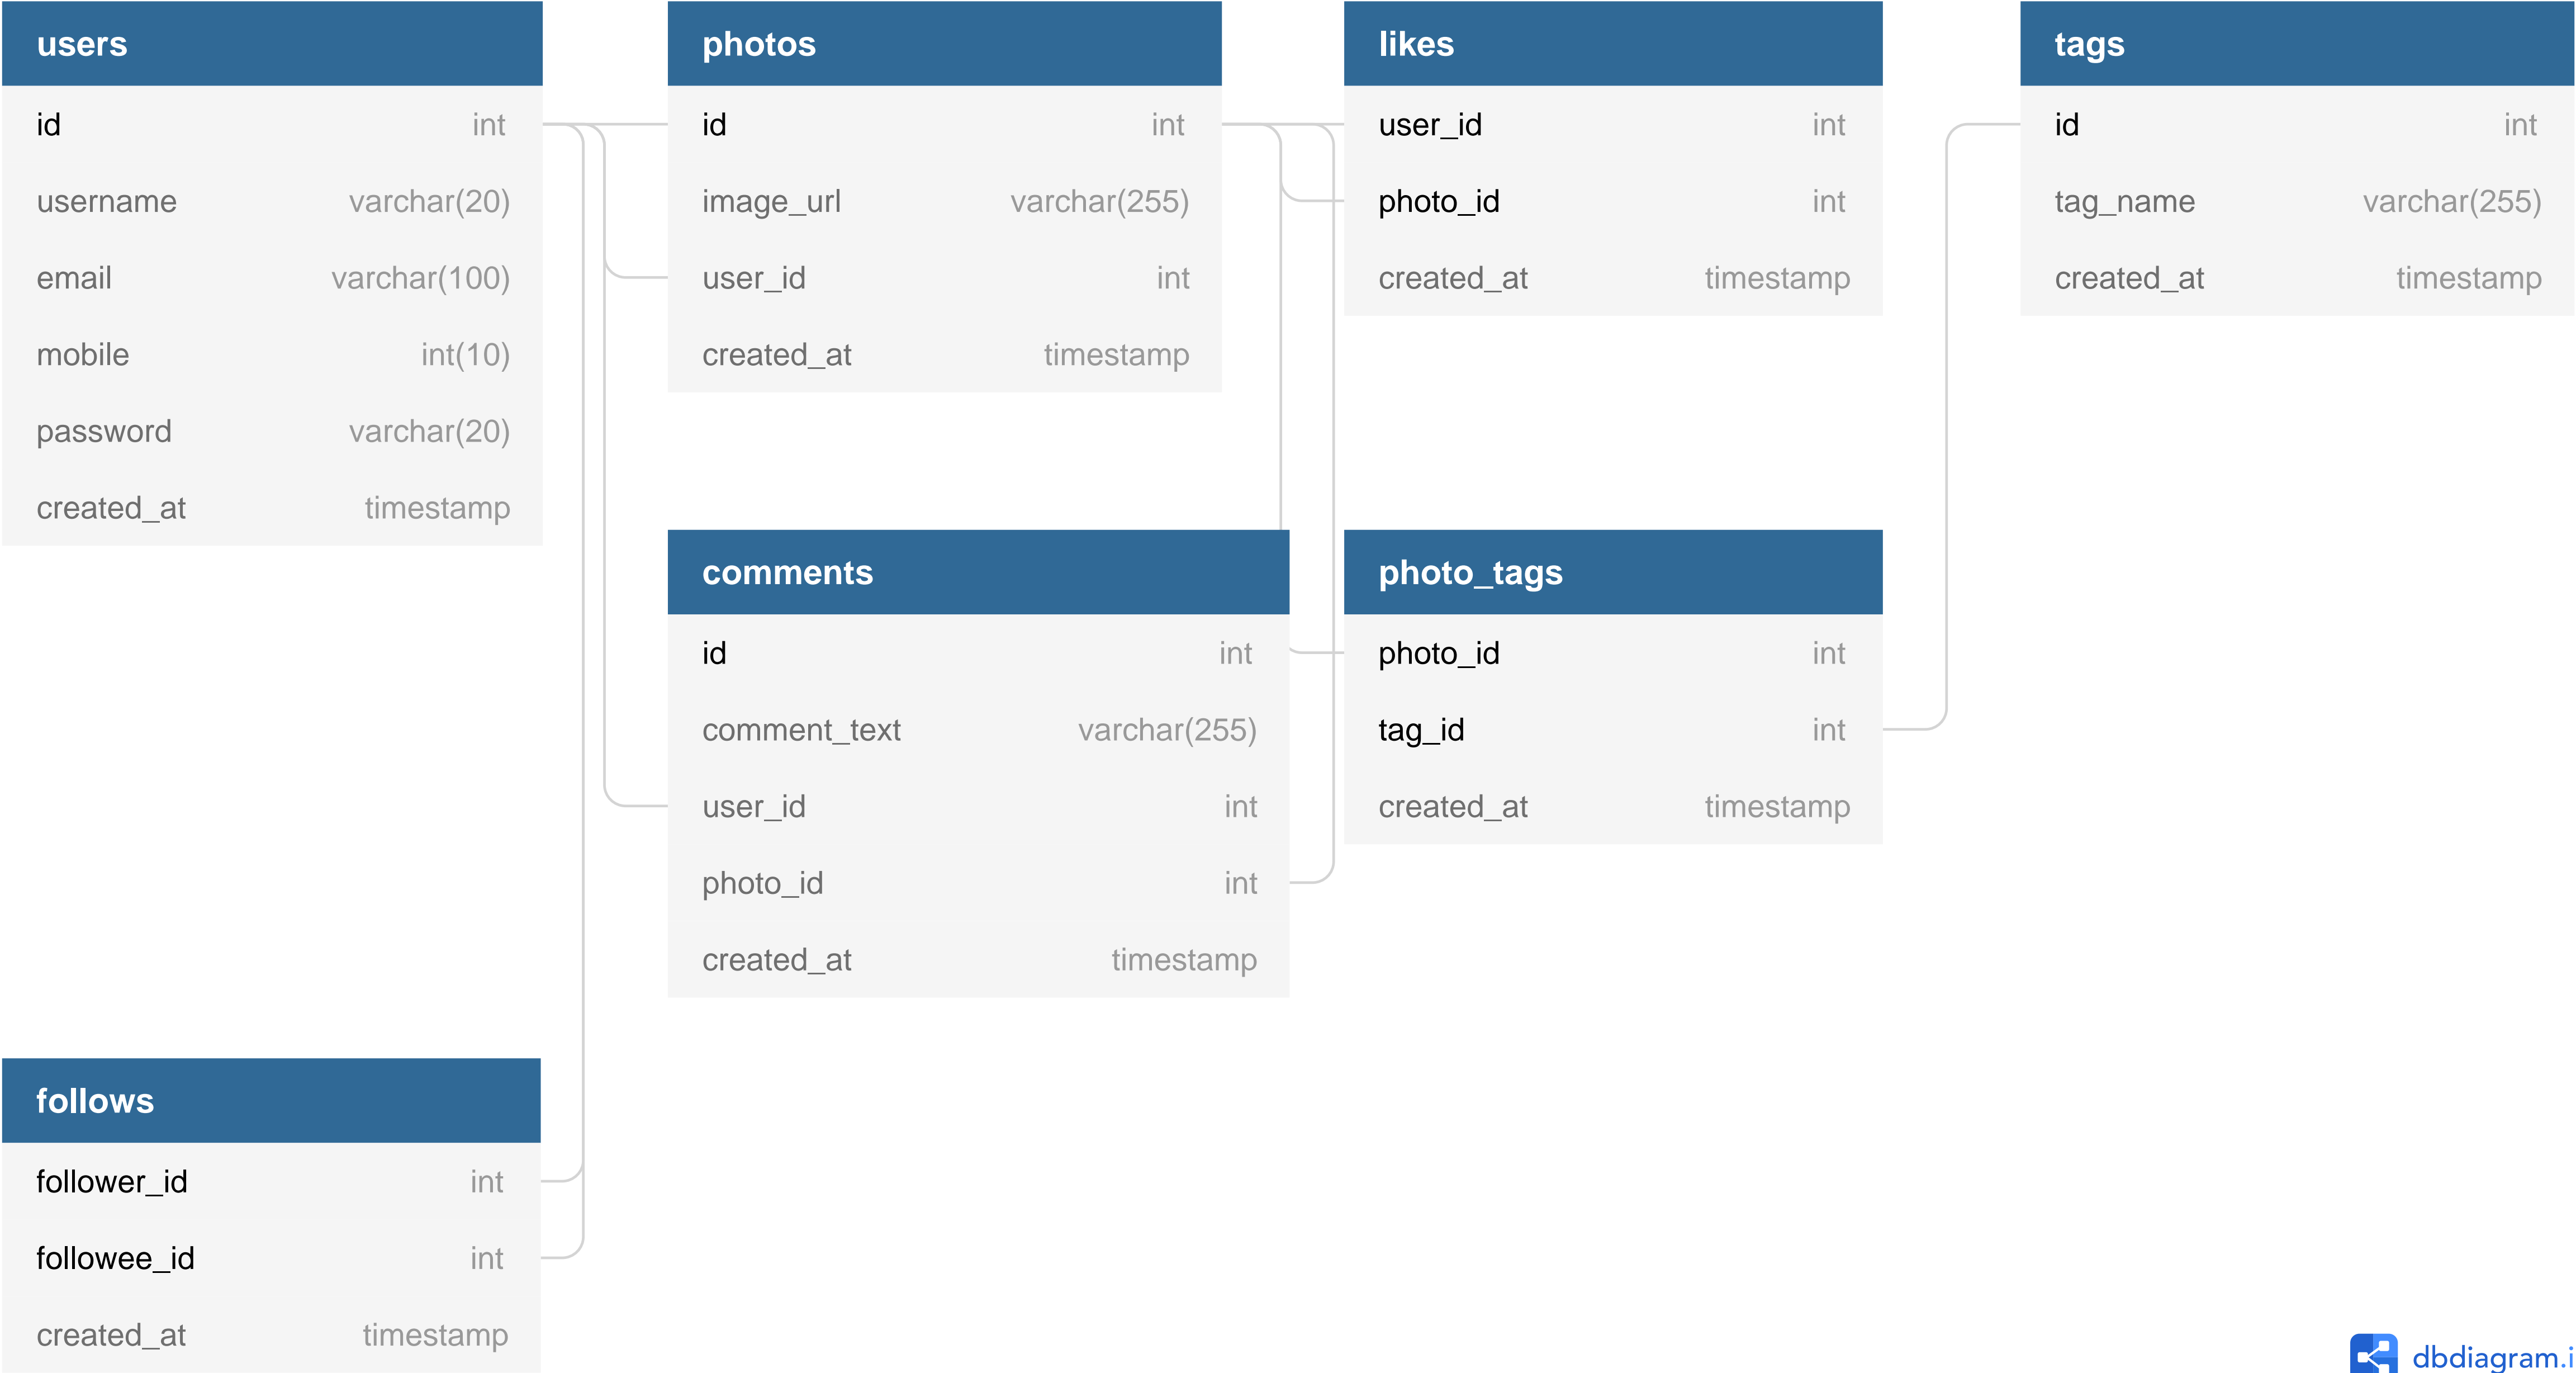 users
id int
username varchar(20)
email varchar(100)
mobile int(10)
password varchar(20)
created_at timestamp
photos
id int
image_url varchar(255)
user_id int
created_at timestamp
likes
user_id int
photo_id int
created_at timestamp
tags
id int
tag_name varchar(255)
created_at timestamp
comments
id int
comment_text varchar(255)
user_id int
photo_id int
created_at timestamp
photo_tags
photo_id int
tag_id int
created_at timestamp
follows
follower_id int
followee_id int
created_at timestamp
dbdiagram.i